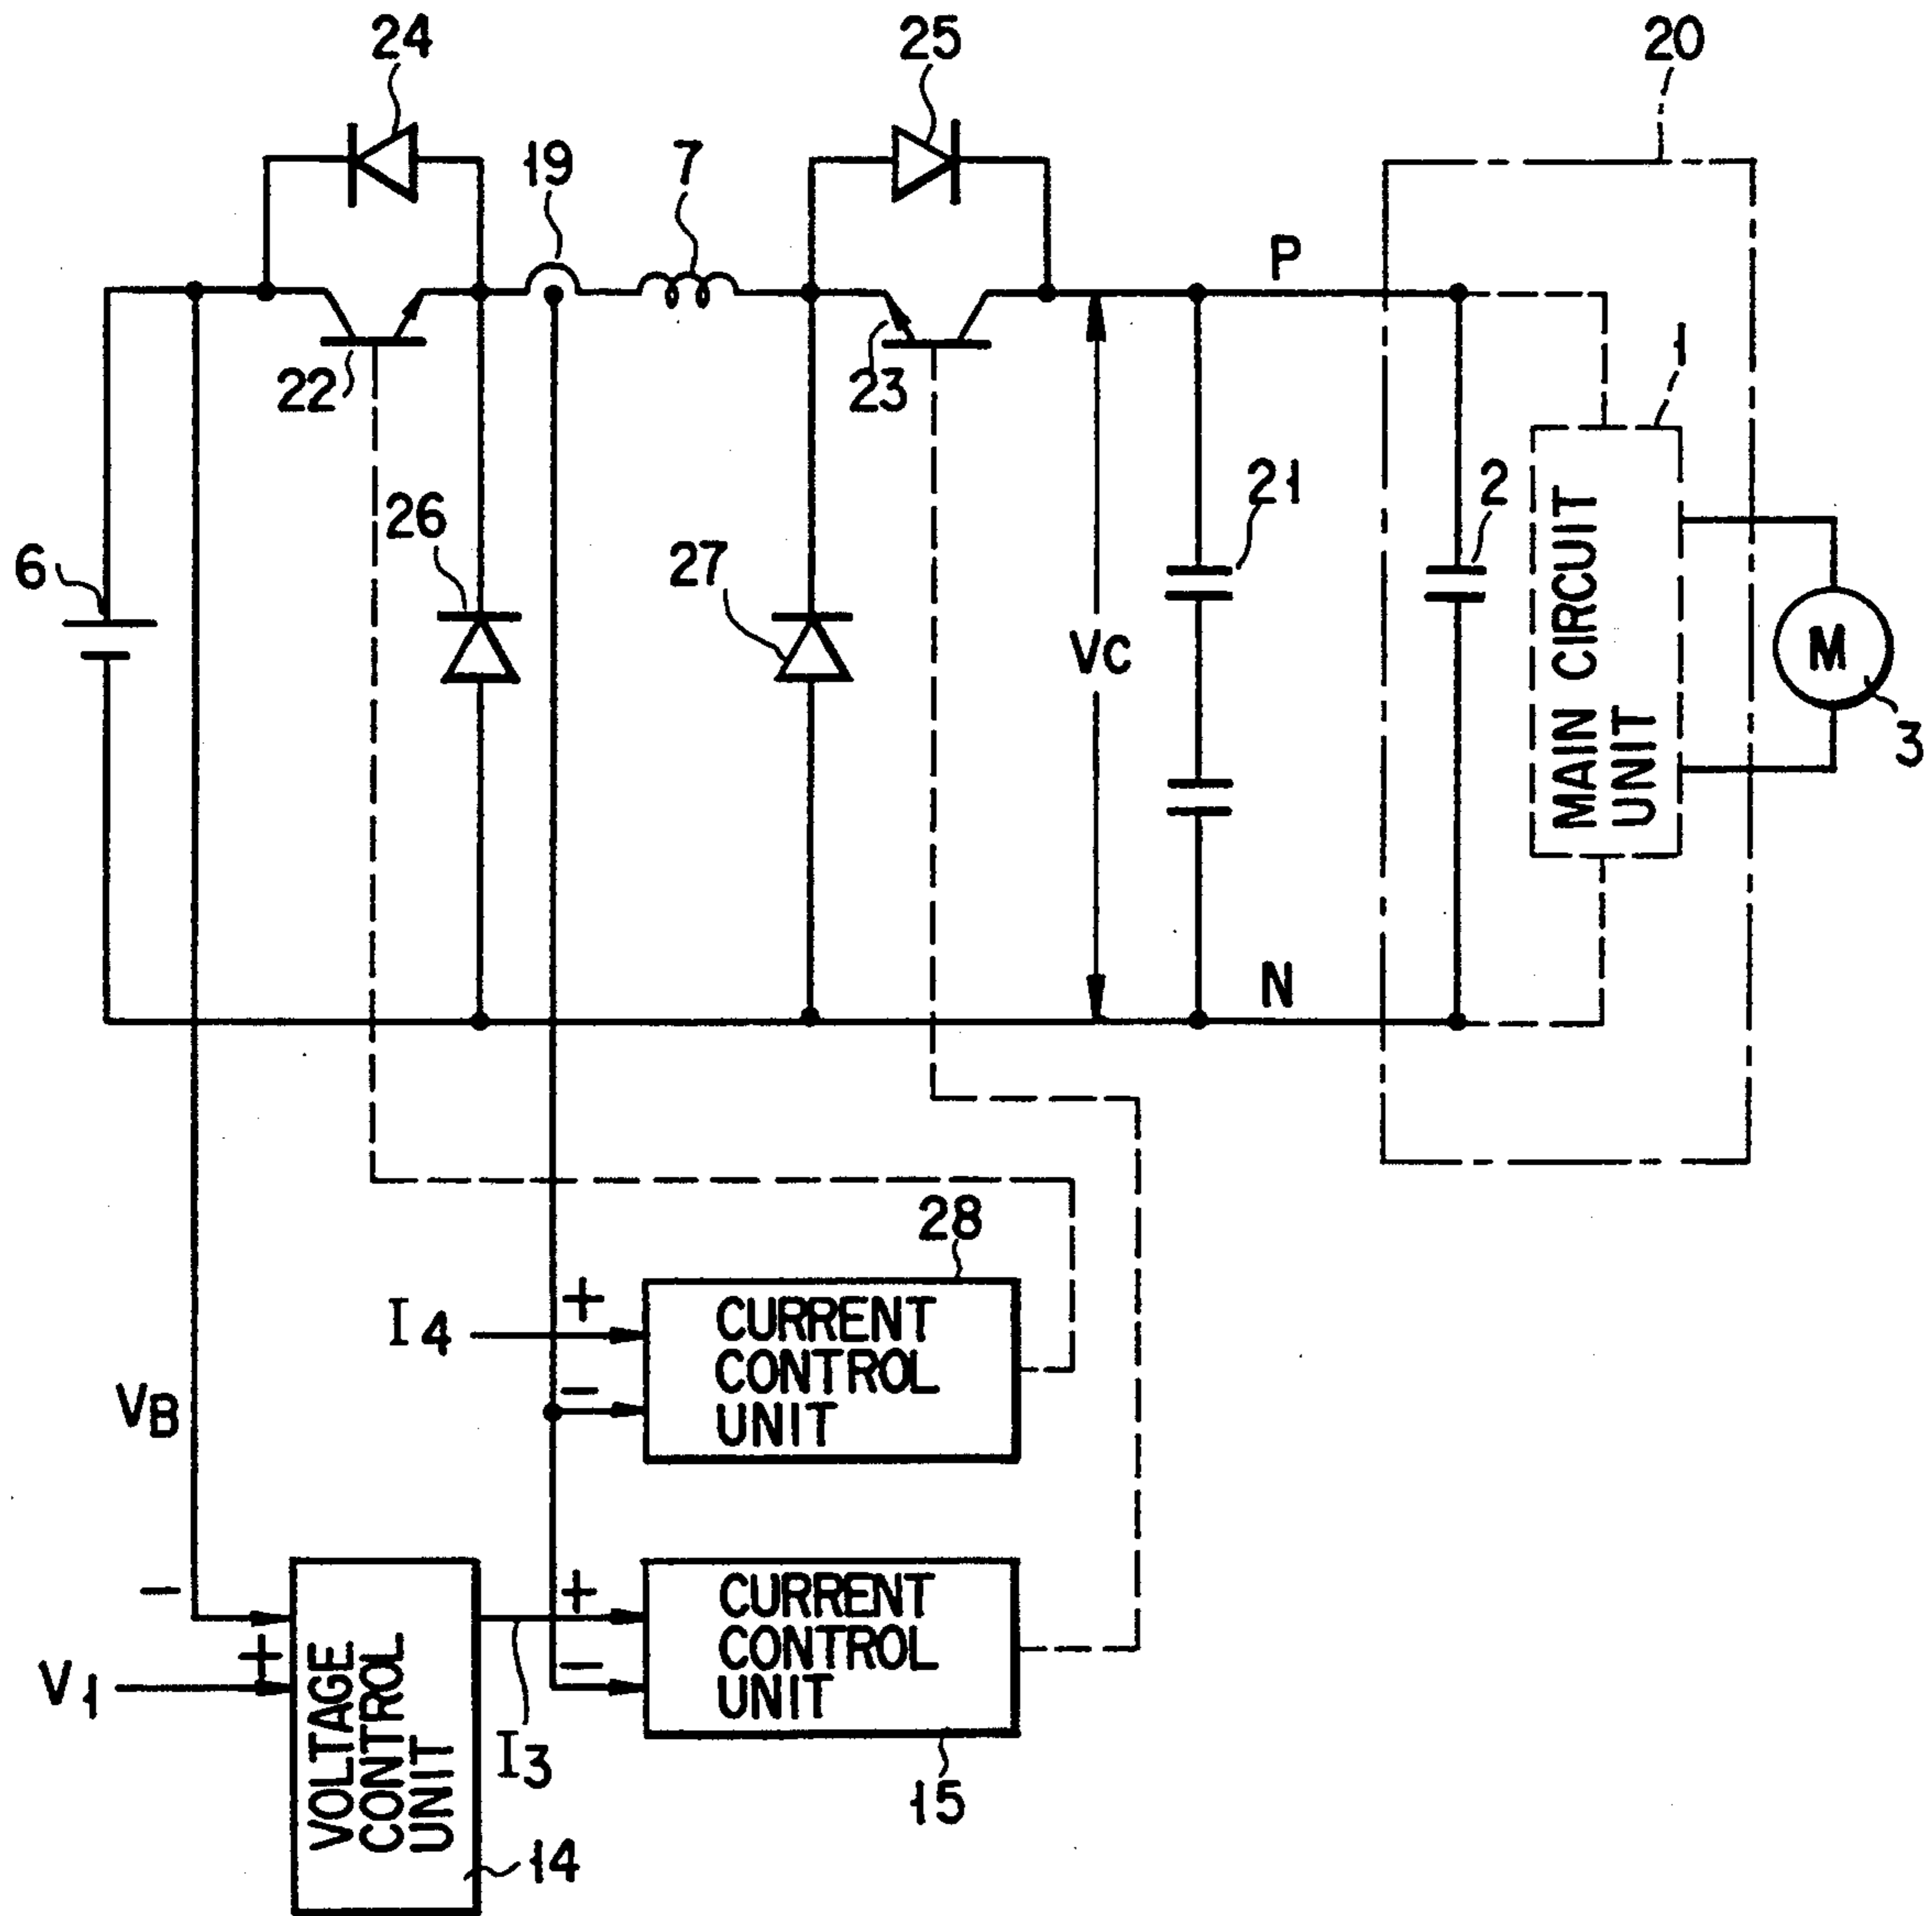 24
25
20
19
7
P
1
22
23
26
21
2
6
27
MAIN CIRCUIT
UNIT
VC
M
3
N
28
I4
+
CURRENT
CONTROL
UNIT
−
VB
−
+
CURRENT
CONTROL
UNIT
−
+
V1
VOLTAGE
CONTROL
UNIT
I3
15
14